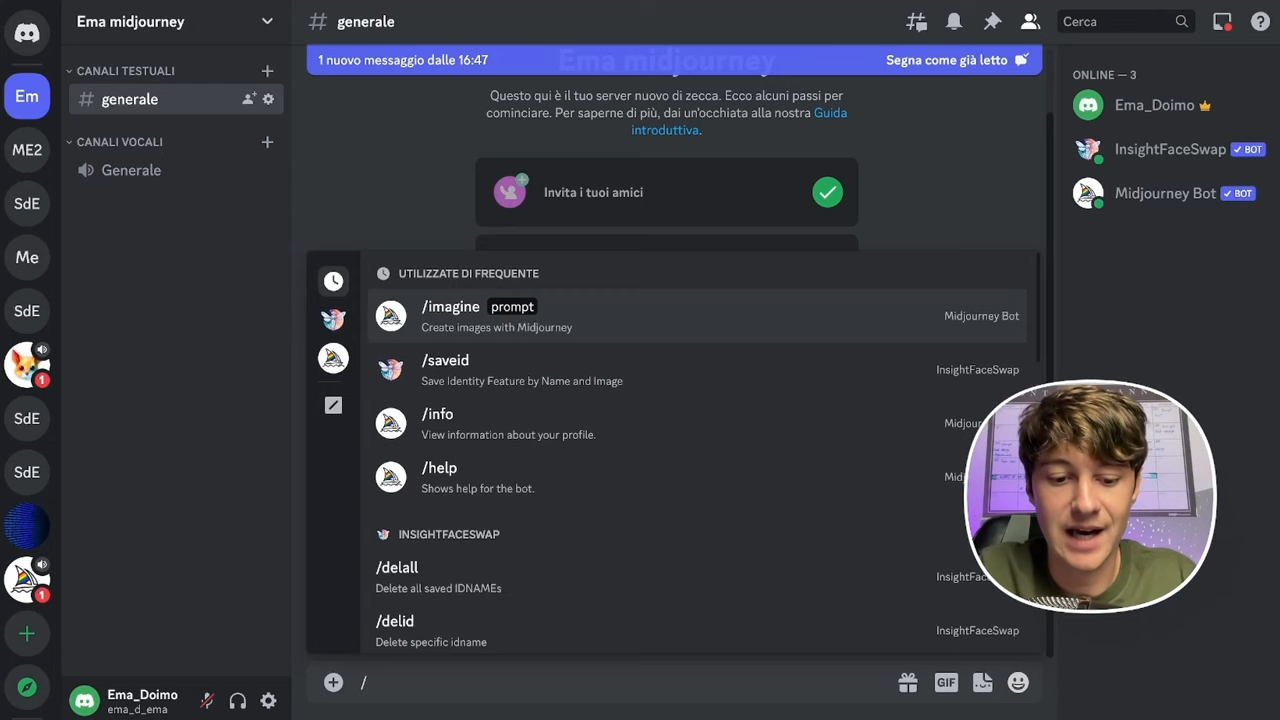 Ema midjourney
generale
Cerca
Em
ME2
SdE
Me
SdE
1
SdE
SdE
1
CANALI TESTUALI
generale
CANALI VOCALI
Generale
Ema_Doimo
ema_d_ema
1 nuovo messaggio dalle 16:47
Segna come già letto
Ema midjourney
Questo qui è il tuo server nuovo di zecca. Ecco alcuni passi per
cominciare. Per saperne di più, dai un'occhiata alla nostra Guida
introduttiva.
Invita i tuoi amici
UTILIZZATE DI FREQUENTE
/imagine prompt
Midjourney Bot
Create images with Midjourney
/saveid
InsightFaceSwap
Save Identity Feature by Name and Image
/info
View information about your profile.
/help
Shows help for the bot.
INSIGHTFACESWAP
/delall
Delete all saved IDNAMEs
/delid
InsightFaceSwap
Delete specific idname
/
GIF
ONLINE — 3
Ema_Doimo
InsightFaceSwap BOT
Midjourney Bot BOT